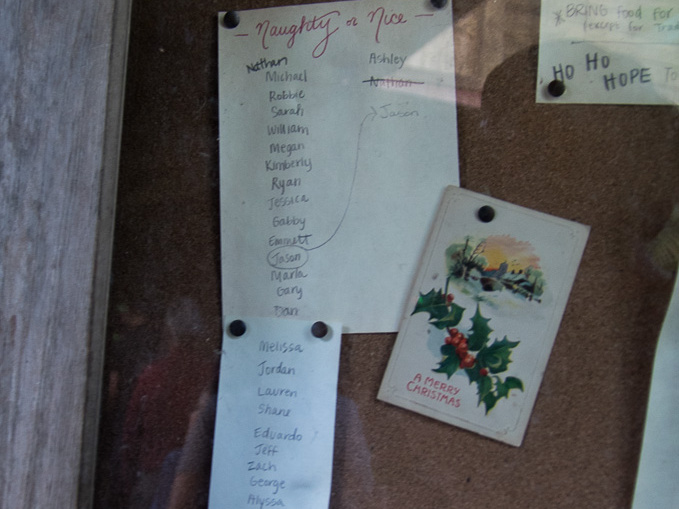 — Naughty or Nice —
Nathan
Michael
Robbie
Sarah
William
Megan
Kimberly
Ryan
Jessica
Gabby
Emmett
Jason
Marla
Gary
Dan
Ashley
Nathan
Jason
Melissa
Jordan
Lauren
Shane
Eduardo
Jeff
Zach
George
Alyssa
A MERRY
CHRISTMAS
*BRING Food For
for
HO HO
HOPE